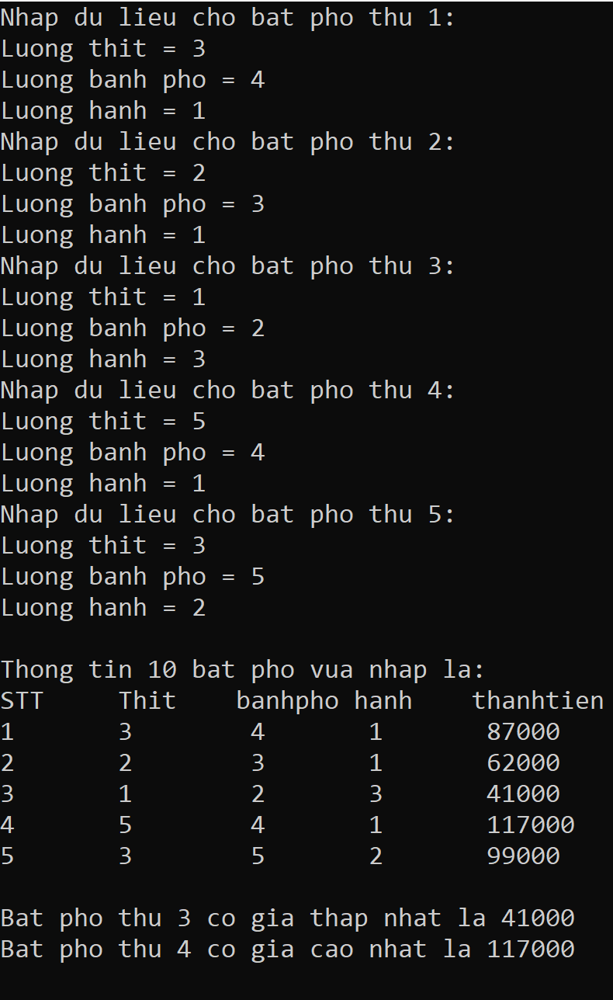 Nhap du lieu cho bat pho thu 1:
Luong thit = 3
Luong banh pho = 4
Luong hanh = 1
Nhap du lieu cho bat pho thu 2:
Luong thit = 2
Luong banh pho = 3
Luong hanh = 1
Nhap du lieu cho bat pho thu 3:
Luong thit = 1
Luong banh pho = 2
Luong hanh = 3
Nhap du lieu cho bat pho thu 4:
Luong thit = 5
Luong banh pho = 4
Luong hanh = 1
Nhap du lieu cho bat pho thu 5:
Luong thit = 3
Luong banh pho = 5
Luong hanh = 2
Thong tin 10 bat pho vua nhap la:
STT Thit banhpho hanh thanhtien
1 3 4 1 87000
2 2 3 1 62000
3 1 2 3 41000
4 5 4 1 117000
5 3 5 2 99000
Bat pho thu 3 co gia thap nhat la 41000
Bat pho thu 4 co gia cao nhat la 117000